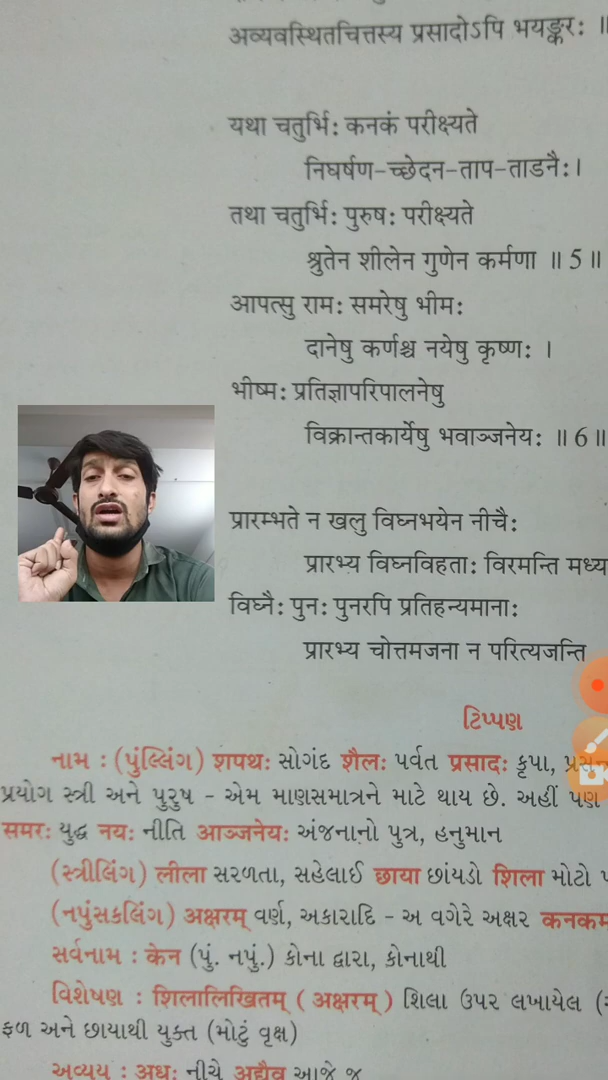 अव्यवस्थितचित्तस्य प्रसादोऽपि भयङ्करः ॥
यथा चतुर्भिः कनकं परीक्ष्यते
निघर्षण-च्छेदन-ताप-ताडनैः।
तथा चतुर्भिः पुरुषः परीक्ष्यते
श्रुतेन शीलेन गुणेन कर्मणा ॥ 5 ॥
आपत्सु रामः समरेषु भीमः
दानेषु कर्णश्च नयेषु कृष्णः ।
भीष्मः प्रतिज्ञापरिपालनेषु
विक्रान्तकार्येषु भवाञ्जनेयः ॥ 6 ॥
प्रारम्भते न खलु विघ्नभयेन नीचैः
प्रारभ्य विघ्नविहताः विरमन्ति मध्य
विघ्नैः पुनः पुनरपि प्रतिहन्यमानाः
प्रारभ्य चोत्तमजना न परित्यजन्ति
ટિપ્પણ
નામ : (પુંલ્લિંગ) शपथः સોગંદ शैलः પર્વત प्रसादः કૃપા,
પ્રયોગ સ્ત્રી અને પુરુષ - એમ માણસમાત્રને માટે થાય છે. અહીં પણ
समरः યુદ્ધ नयः નીતિ आञ्जनेयः અંજનાનો પુત્ર, હનુમાન
(સ્ત્રીલિંગ) लीला સરળતા, સહેલાઈ छाया છાંયડો शिला મોટો
(નપુંસકલિંગ) अक्षरम् વર્ણ, અકારાદિ - અ વગેરે અક્ષર कनकम
સર્વનામ : केन (પું. નપું.) કોના દ્વારા, કોનાથી
વિશેષણ : शिलालिखितम् ( अक्षरम् ) શિલા ઉપર લખાયેલ
ફળ અને છાયાથી યુક્ત (મોટું વૃક્ષ)
અવ્યય : अधः નીચે अद्यैव આજે જ